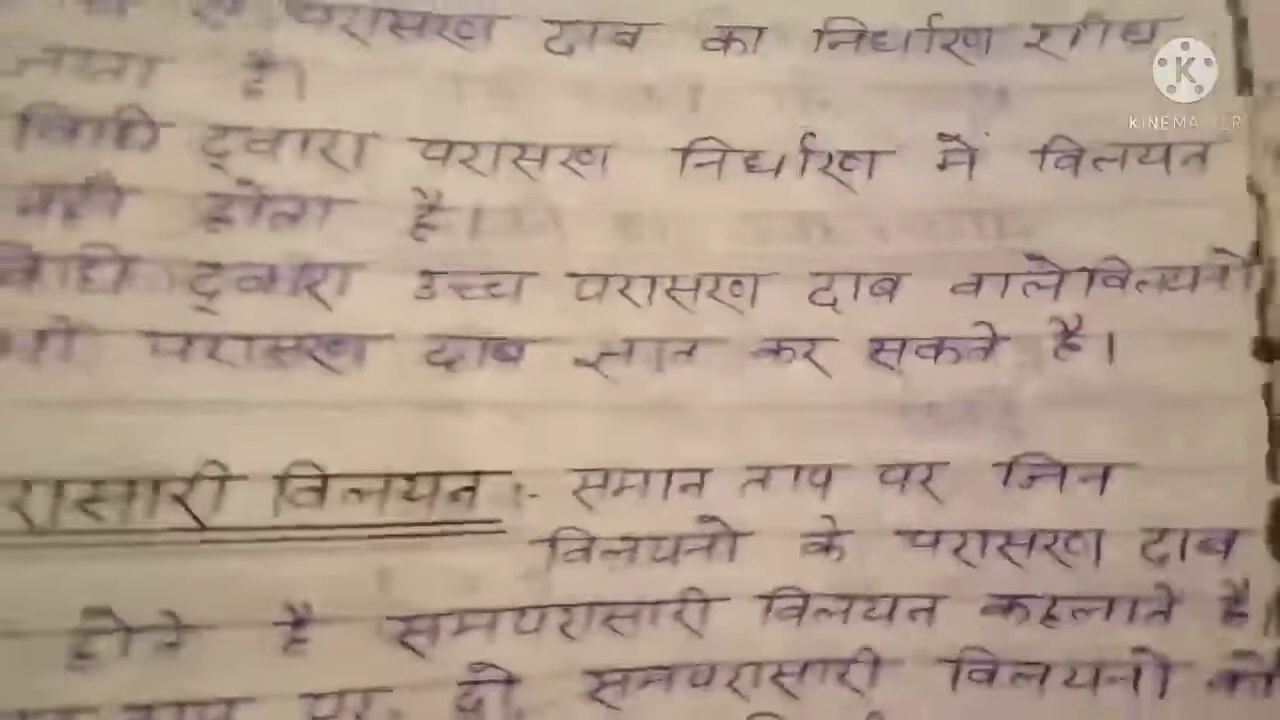 परासरण दाब का निर्धारण शीघ्र
जाता है।
विधि द्वारा परासरण निर्धारण में विलयन
नही होता है।
विधि द्वारा उच्च परासरण दाब वाले विलयनों
परासरण दाब ज्ञात कर सकते है।
रासारी विलयन :- समान ताप पर जिन
विलयनो के परासरण दाब
होते है समपरासारी विलयन कहलाते है।
ताप पर दो समपरासारी विलयनो को
KINEMASTER